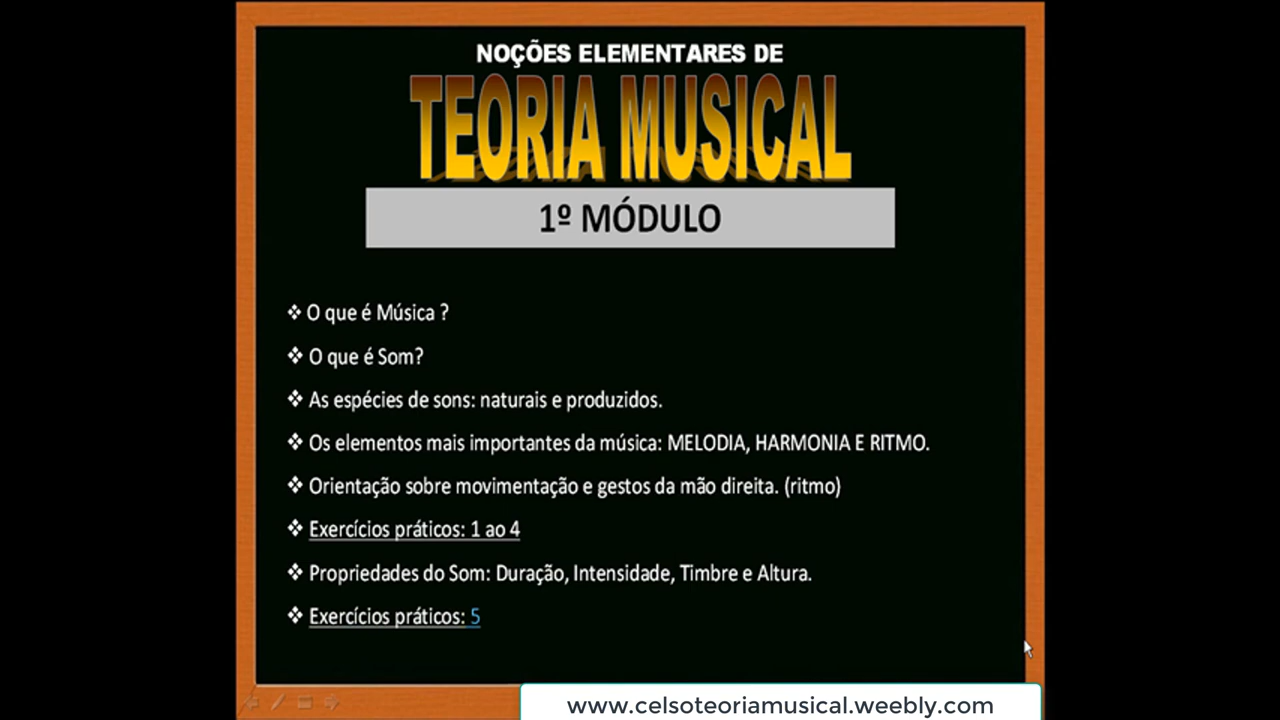 NOÇÕES ELEMENTARES DE
TEORIA MUSICAL
1º MÓDULO
❖ O que é Música ?
❖ O que é Som?
❖ As espécies de sons: naturais e produzidos.
❖ Os elementos mais importantes da música: MELODIA, HARMONIA E RITMO.
❖ Orientação sobre movimentação e gestos da mão direita. (ritmo)
❖ Exercícios práticos: 1 ao 4
❖ Propriedades do Som: Duração, Intensidade, Timbre e Altura.
❖ Exercícios práticos: 5
www.celsoteoriamusical.weebly.com